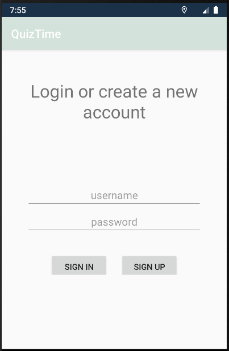 7:55
QuizTime
Login or create a new
account
username
password
SIGN IN SIGN UP